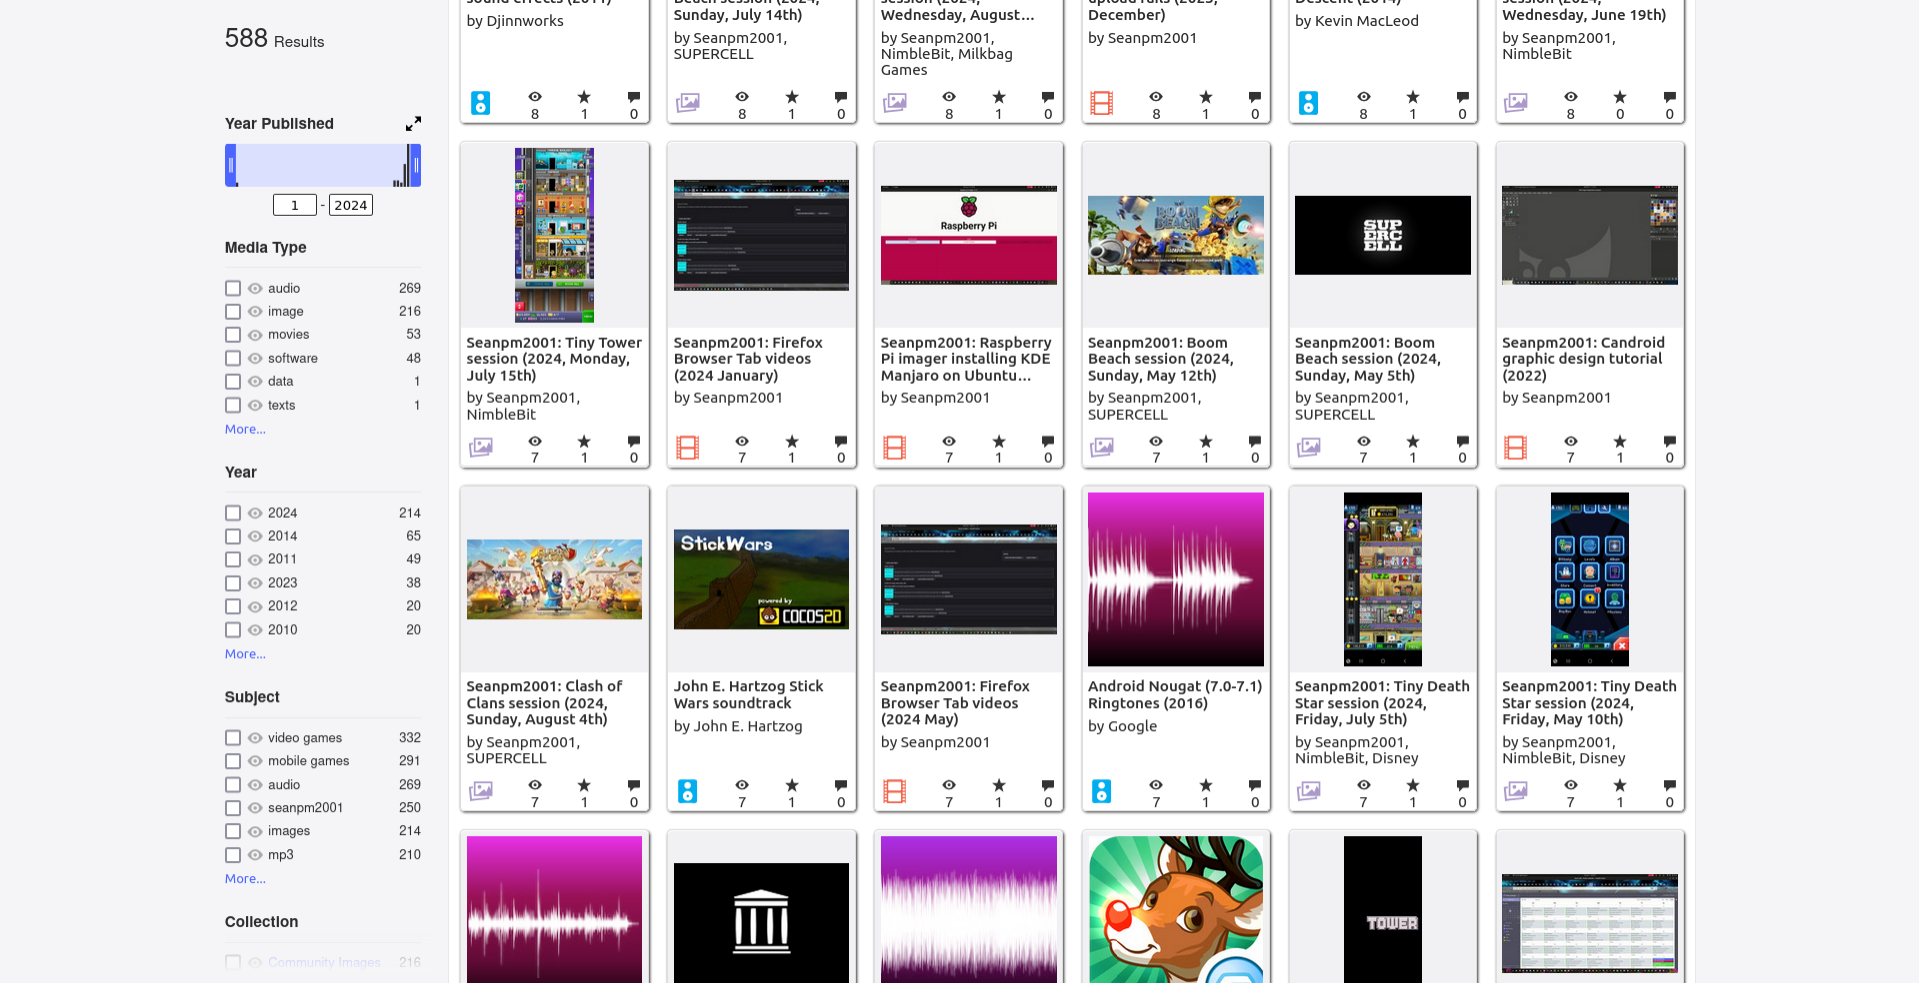 588 Results
Year Published
1 - 2024
Media Type
audio 269
image 216
movies 53
software 48
data 1
texts 1
More...
Year
2024 214
2014 65
2011 49
2023 38
2012 20
2010 20
More...
Subject
video games 332
mobile games 291
audio 269
seanpm2001 250
images 214
mp3 210
More...
Collection
Community Images 216
by Djinnworks
8 1 0
Sunday, July 14th)
by Seanpm2001,
SUPERCELL
8 1 0
Wednesday, August...
by Seanpm2001,
NimbleBit, Milkbag
Games
8 1 0
December)
by Seanpm2001
8 1 0
by Kevin MacLeod
8 1 0
Wednesday, June 19th)
by Seanpm2001,
NimbleBit
8 0 0
Seanpm2001: Tiny Tower
session (2024, Monday,
July 15th)
by Seanpm2001,
NimbleBit
7 1 0
Seanpm2001: Firefox
Browser Tab videos
(2024 January)
by Seanpm2001
7 1 0
Raspberry Pi
Seanpm2001: Raspberry
Pi imager installing KDE
Manjaro on Ubuntu...
by Seanpm2001
7 1 0
BOOM
BEACH
Seanpm2001: Boom
Beach session (2024,
Sunday, May 12th)
by Seanpm2001,
SUPERCELL
7 1 0
SUP
ERC
ELL
Seanpm2001: Boom
Beach session (2024,
Sunday, May 5th)
by Seanpm2001,
SUPERCELL
7 1 0
Seanpm2001: Candroid
graphic design tutorial
(2022)
by Seanpm2001
7 1 0
Seanpm2001: Clash of
Clans session (2024,
Sunday, August 4th)
by Seanpm2001,
SUPERCELL
7 1 0
StickWars
powered by
COCOS2D
John E. Hartzog Stick
Wars soundtrack
by John E. Hartzog
7 1 0
Seanpm2001: Firefox
Browser Tab videos
(2024 May)
by Seanpm2001
7 1 0
Android Nougat (7.0-7.1)
Ringtones (2016)
by Google
7 1 0
Seanpm2001: Tiny Death
Star session (2024,
Friday, July 5th)
by Seanpm2001,
NimbleBit, Disney
7 1 0
Seanpm2001: Tiny Death
Star session (2024,
Friday, May 10th)
by Seanpm2001,
NimbleBit, Disney
7 1 0
TOWER